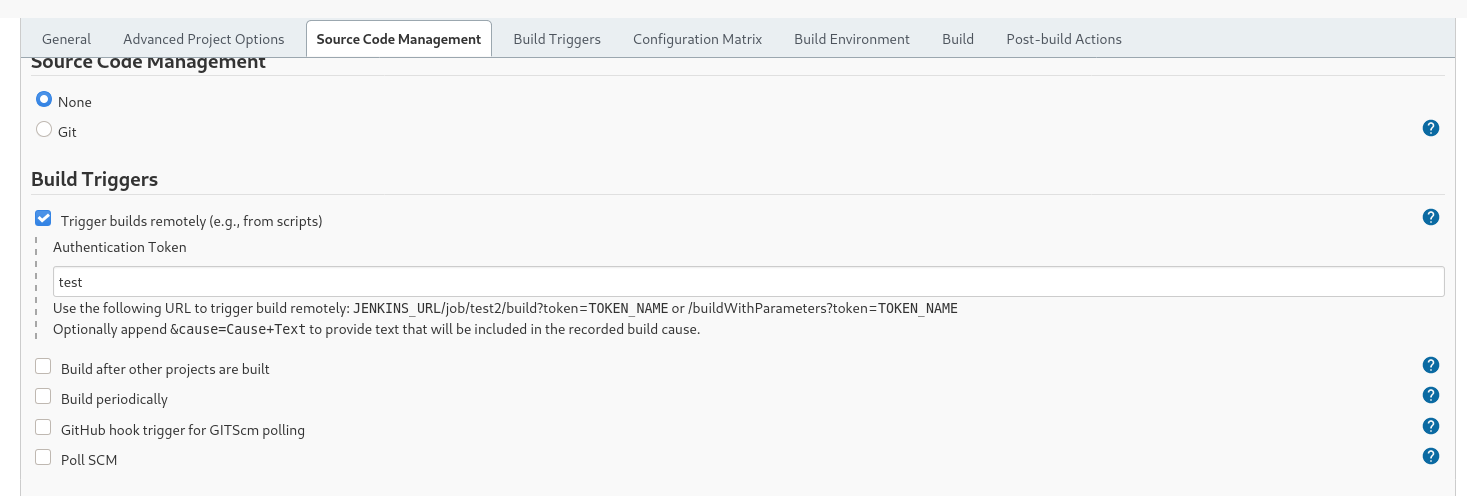 General Advanced Project Options Source Code Management Build Triggers Configuration Matrix Build Environment Build Post-build Actions
Source Code Management
None
Git
?
Build Triggers
Trigger builds remotely (e.g., from scripts)
?
Authentication Token
test
Use the following URL to trigger build remotely: JENKINS_URL/job/test2/build?token=TOKEN_NAME or /buildWithParameters?token=TOKEN_NAME
Optionally append &cause=Cause+Text to provide text that will be included in the recorded build cause.
Build after other projects are built
?
Build periodically
?
GitHub hook trigger for GITScm polling
?
Poll SCM
?